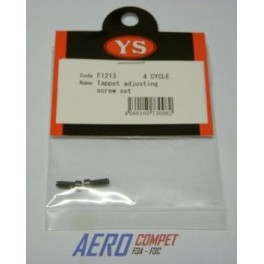 YS
Code F1213 4 CYCLE
Name Tappet adjusting
screw set
AERO COMPET
F3A - F3C